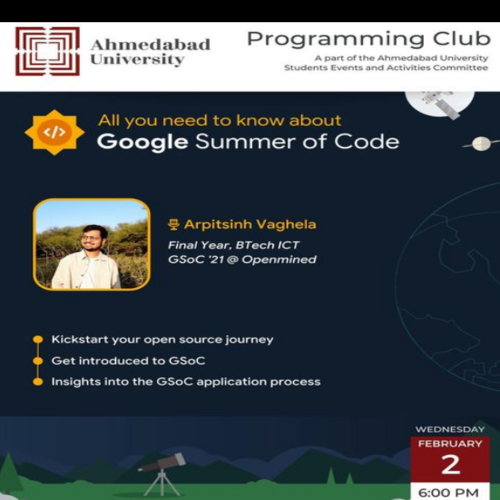 Ahmedabad
University
Programming Club
A part of the Ahmedabad University
Students Events and Activities Committee
</>
All you need to know about
Google Summer of Code
Arpitsinh Vaghela
Final Year, BTech ICT
GSoC '21 @ Openmined
Kickstart your open source journey
Get introduced to GSoC
Insights into the GSoC application process
WEDNESDAY
FEBRUARY
2
6:00 PM